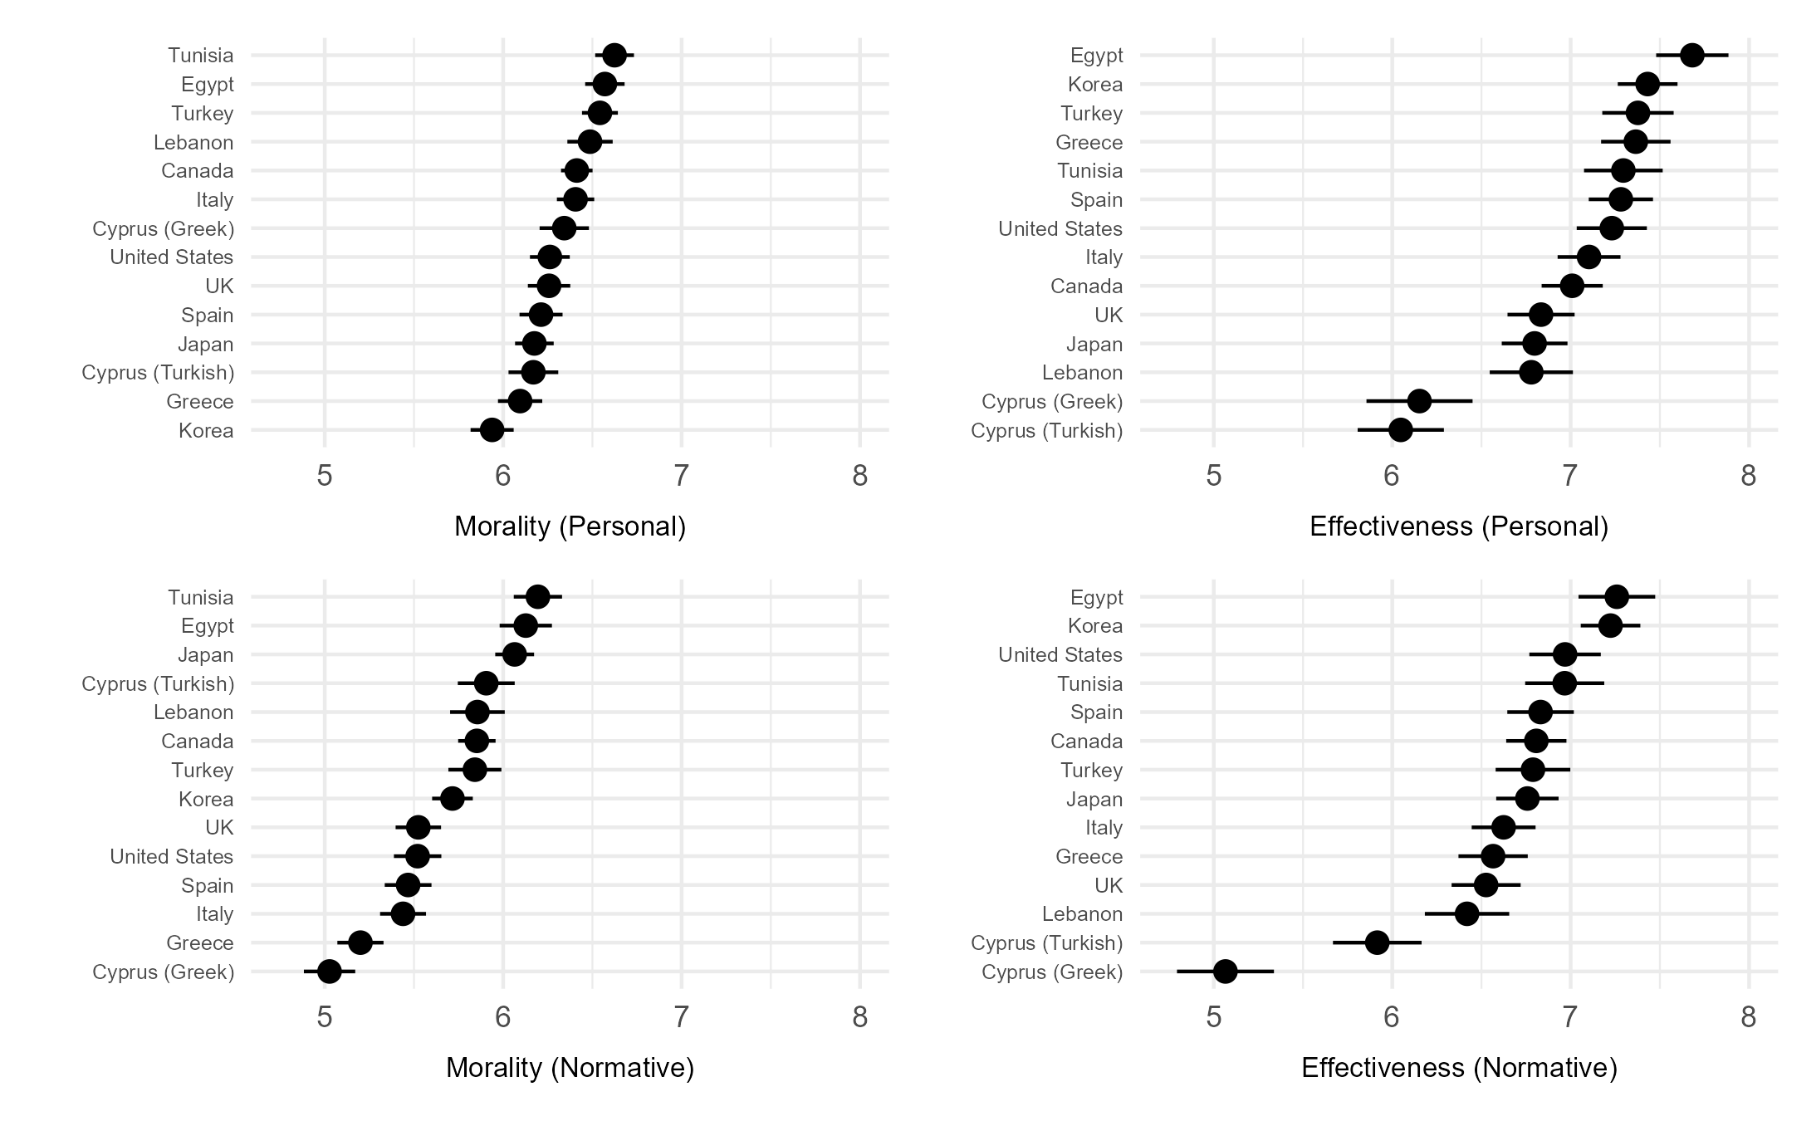 Tunisia
Egypt
Turkey
Lebanon
Canada
Italy
Cyprus (Greek)
United States
UK
Spain
Japan
Cyprus (Turkish)
Greece
Korea
5 6 7 8
Morality (Personal)
Egypt
Korea
Turkey
Greece
Tunisia
Spain
United States
Italy
Canada
UK
Japan
Lebanon
Cyprus (Greek)
Cyprus (Turkish)
5 6 7 8
Effectiveness (Personal)
Tunisia
Egypt
Japan
Cyprus (Turkish)
Lebanon
Canada
Turkey
Korea
UK
United States
Spain
Italy
Greece
Cyprus (Greek)
5 6 7 8
Morality (Normative)
Egypt
Korea
United States
Tunisia
Spain
Canada
Turkey
Japan
Italy
Greece
UK
Lebanon
Cyprus (Turkish)
Cyprus (Greek)
5 6 7 8
Effectiveness (Normative)